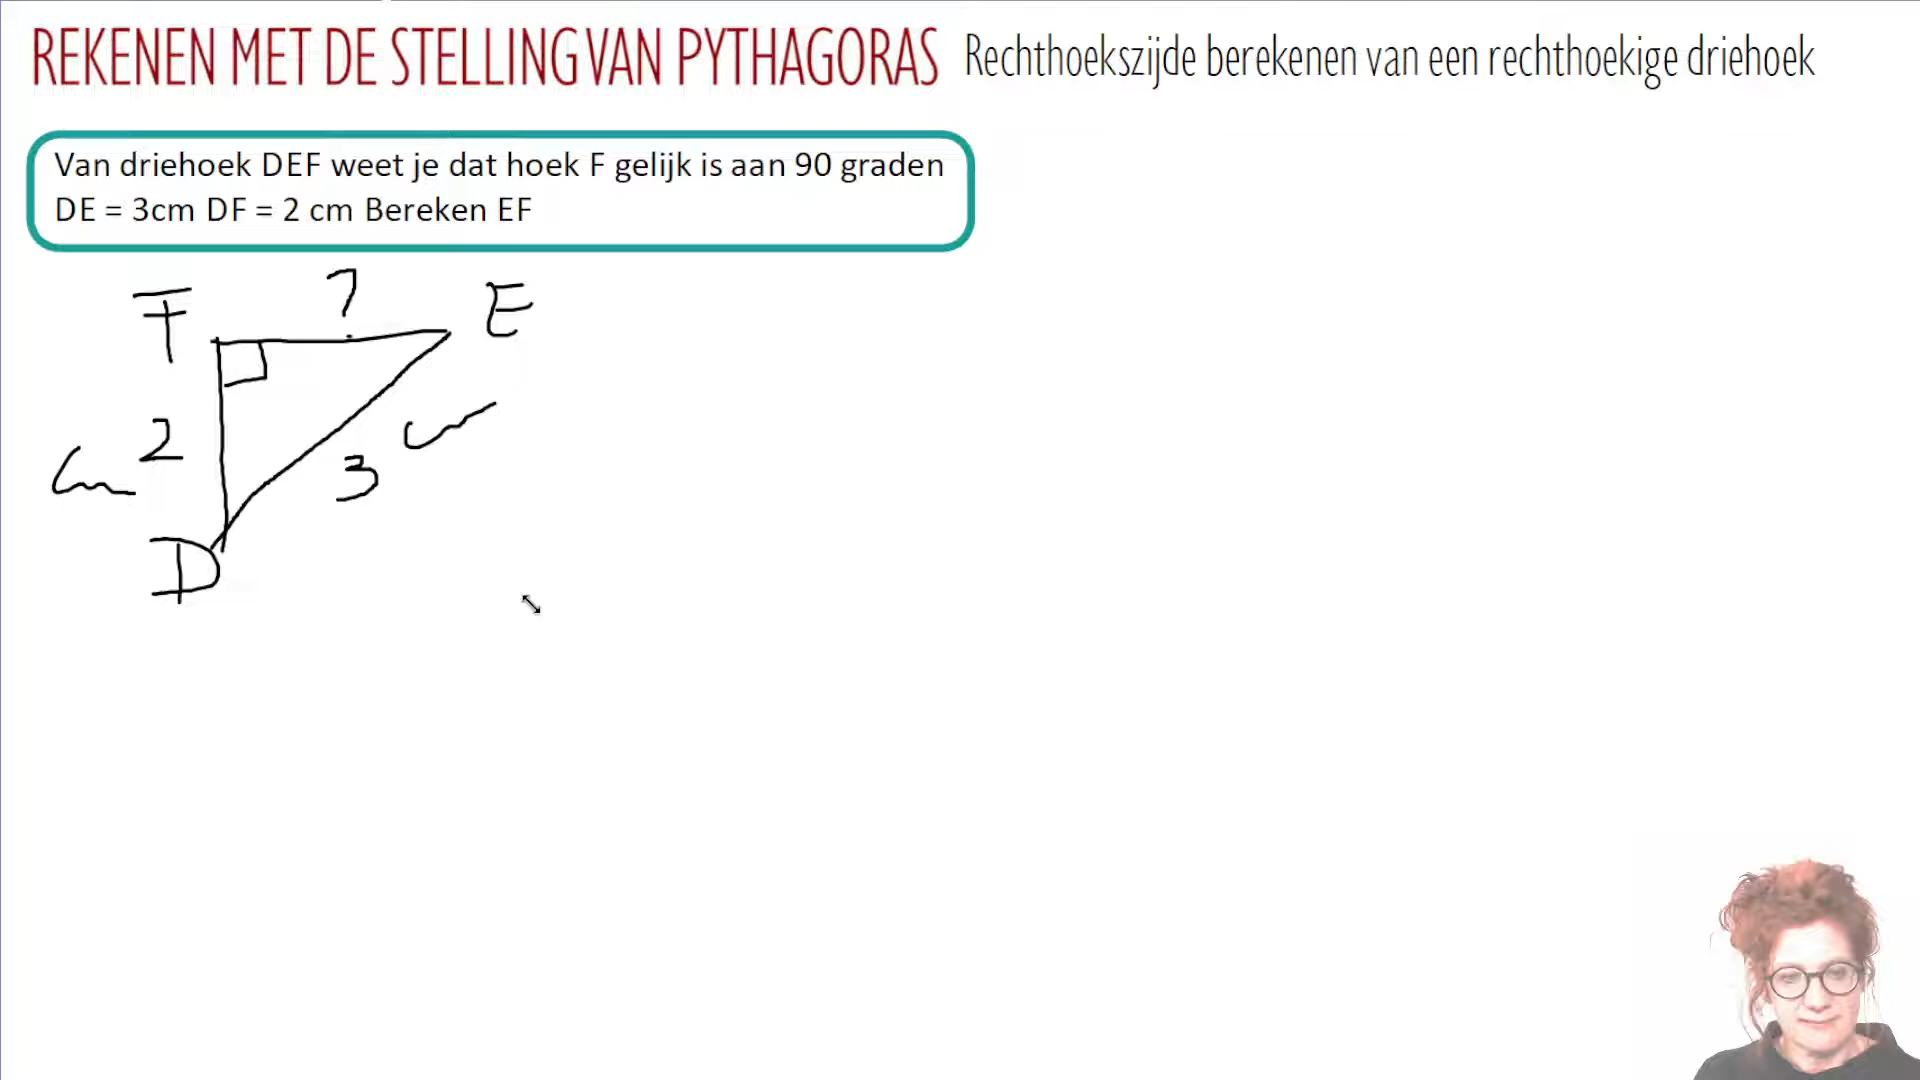 REKENEN MET DE STELLING VAN PYTHAGORAS Rechthoekszijde berekenen van een rechthoekige driehoek
Van driehoek DEF weet je dat hoek F gelijk is aan 90 graden
DE = 3cm DF = 2 cm Bereken EF
F ? E
2 cm
3 cm
D